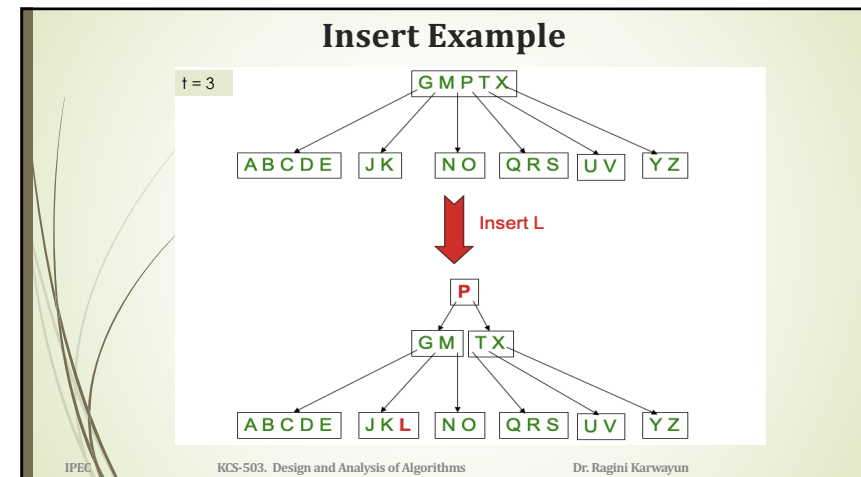 Insert Example
t = 3
G M P T X
A B C D E   J K   N O   Q R S   U V   Y Z
Insert L
P
G M   T X
A B C D E   J K L   N O   Q R S   U V   Y Z
IPEC   KCS-503. Design and Analysis of Algorithms   Dr. Ragini Karwayun